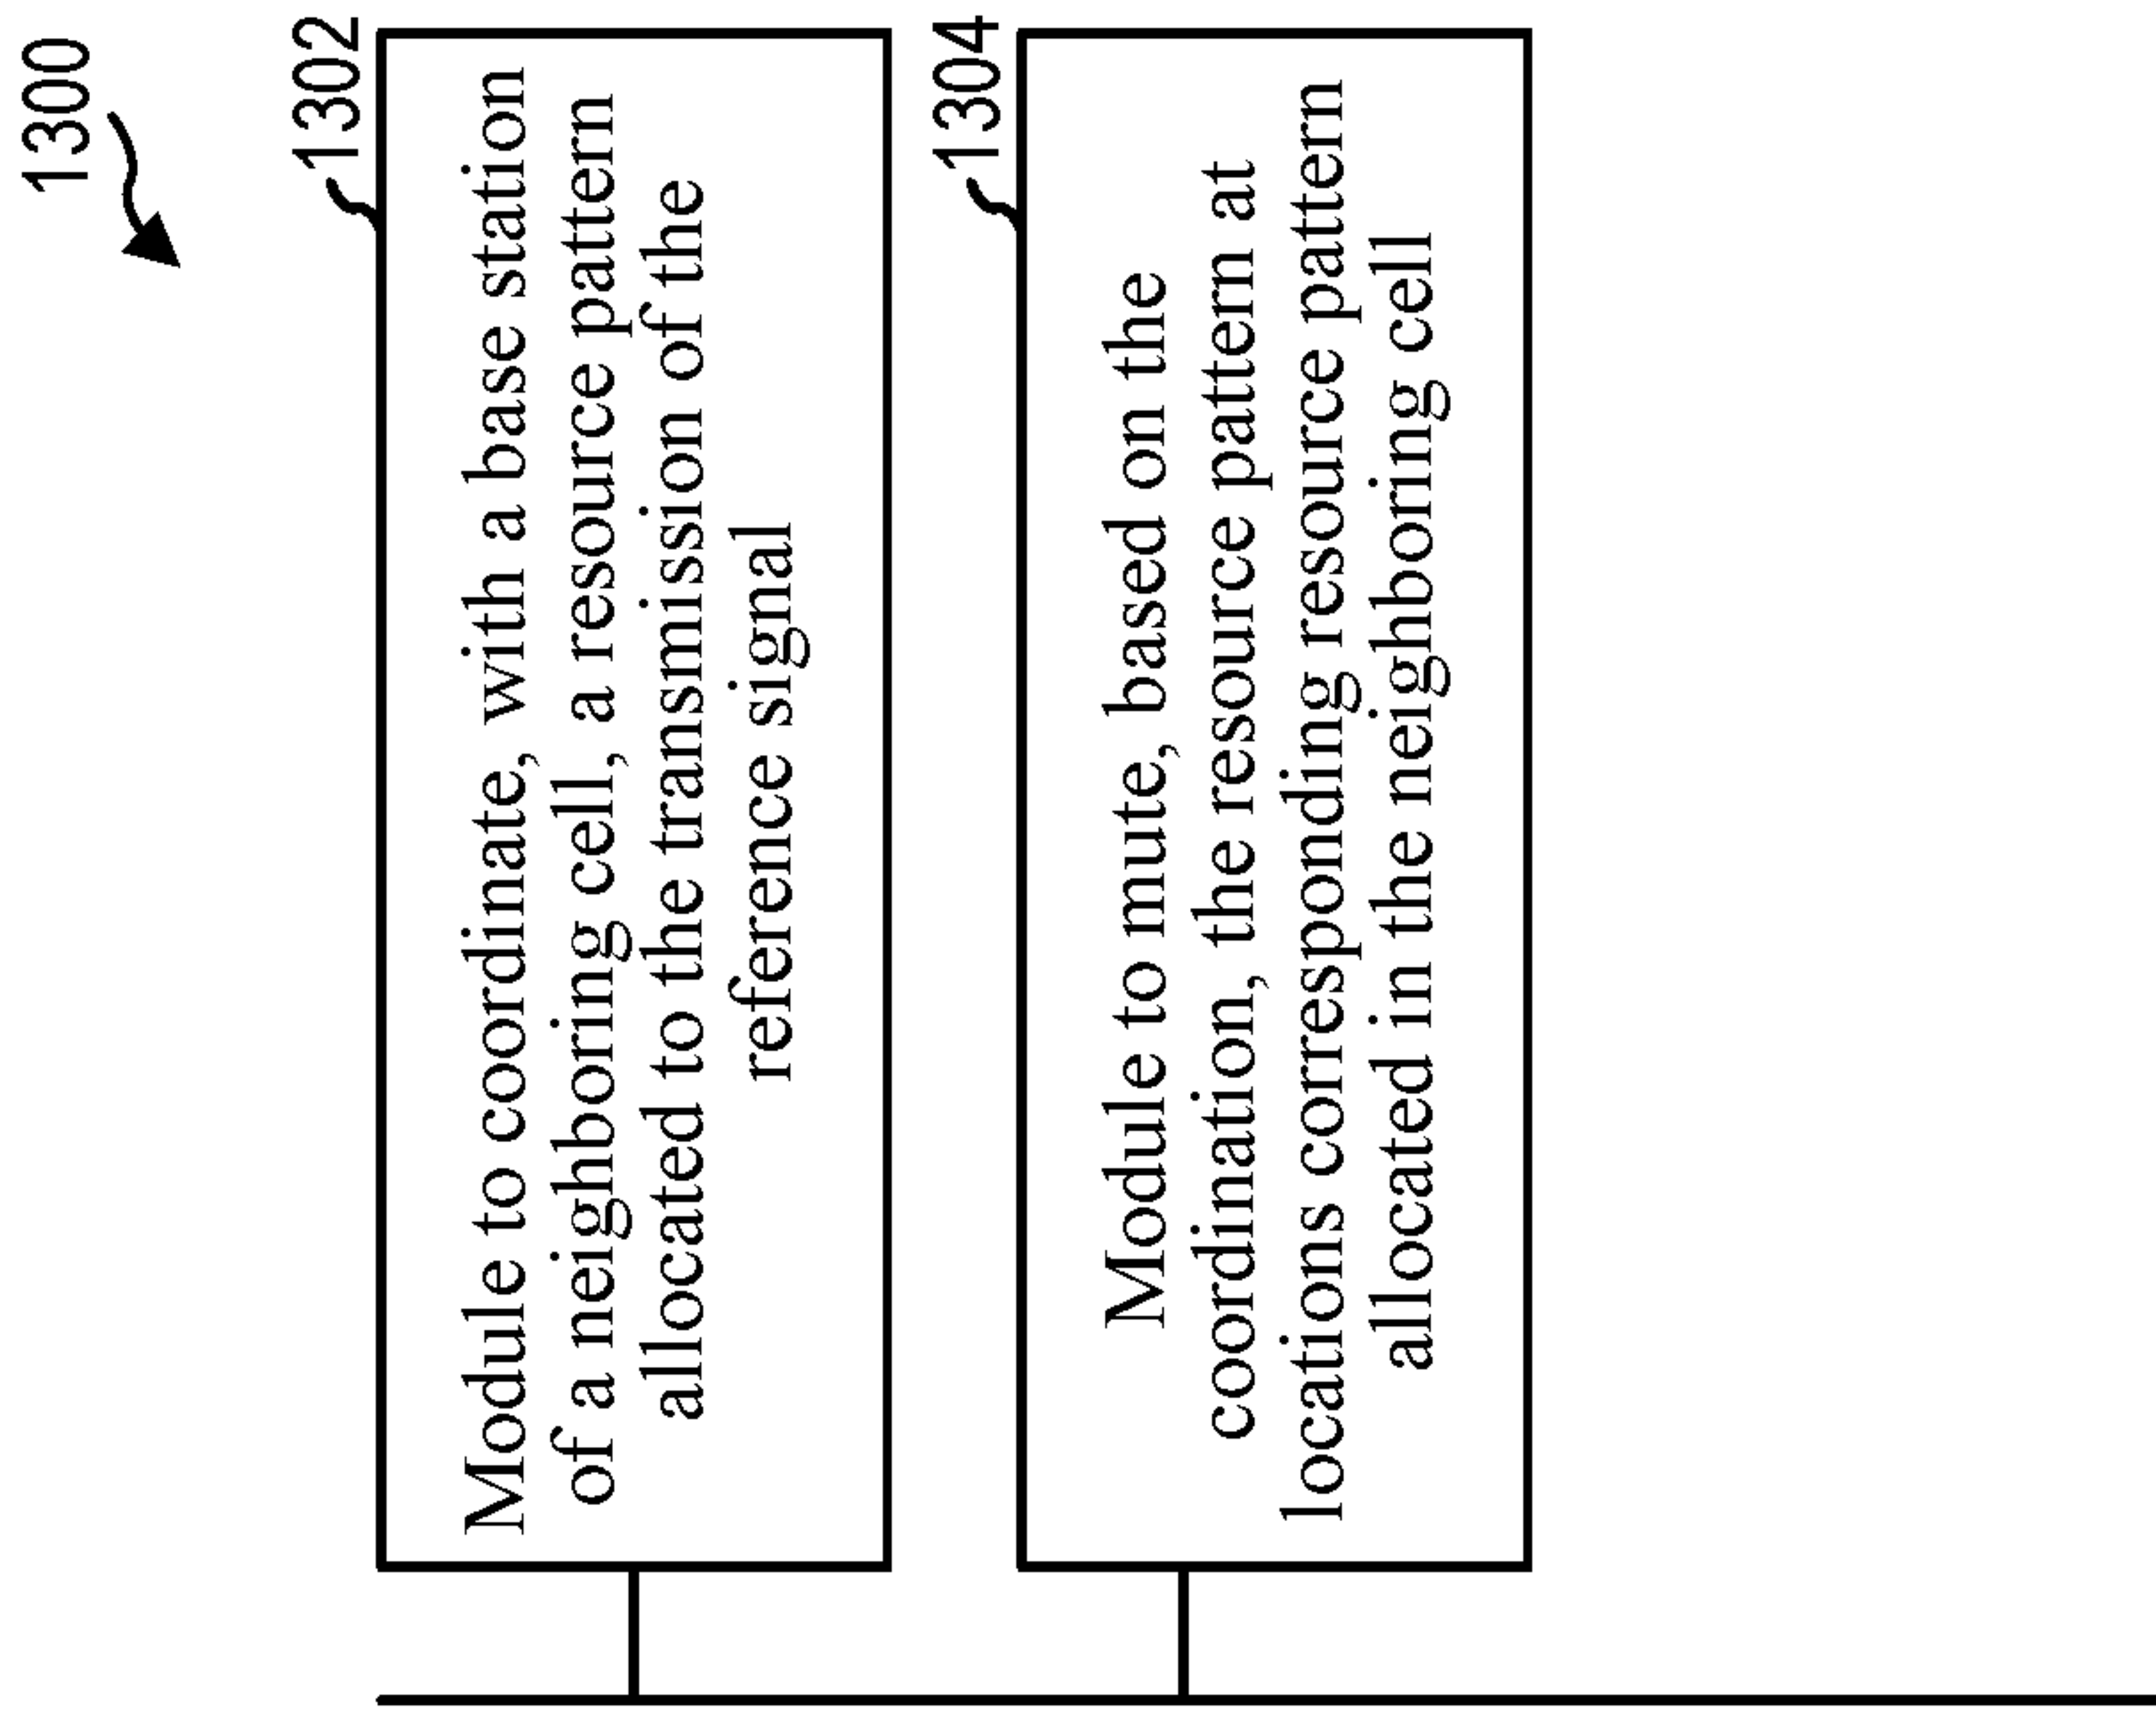 1300
1302
Module to coordinate, with a base station
of a neighboring cell, a resource pattern
allocated to the transmission of the
reference signal
1304
Module to mute, based on the
coordination, the resource pattern at
locations corresponding resource pattern
allocated in the neighboring cell